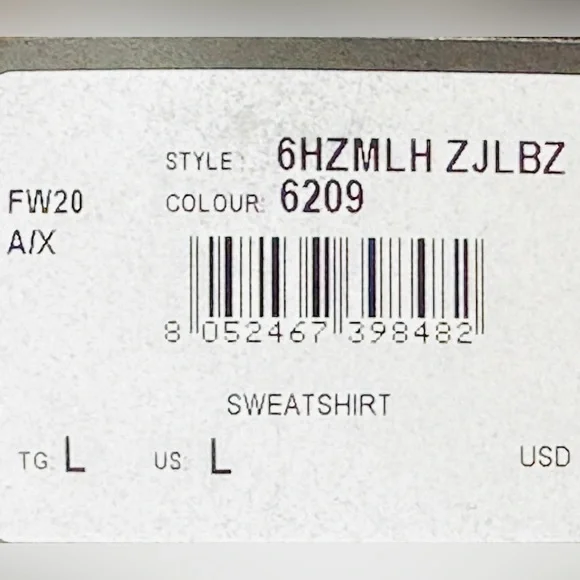 STYLE: 6HZMLH ZJLBZ
FW20
COLOUR: 6209
A/X
8 052467 398482
SWEATSHIRT
TG: L US: L USD